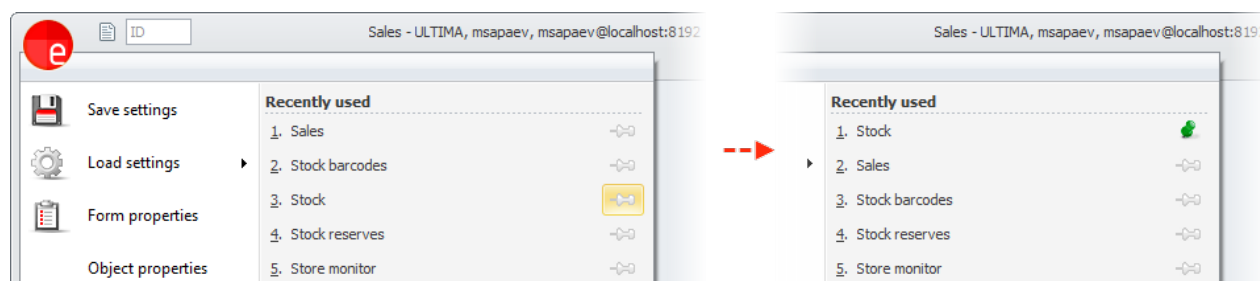 e
ID
Sales - ULTIMA, msapaev, msapaev@localhost:8192
Save settings
Load settings
Form properties
Object properties
Recently used
1. Sales
2. Stock barcodes
3. Stock
4. Stock reserves
5. Store monitor
Sales - ULTIMA, msapaev, msapaev@localhost:819
Recently used
1. Stock
2. Sales
3. Stock barcodes
4. Stock reserves
5. Store monitor